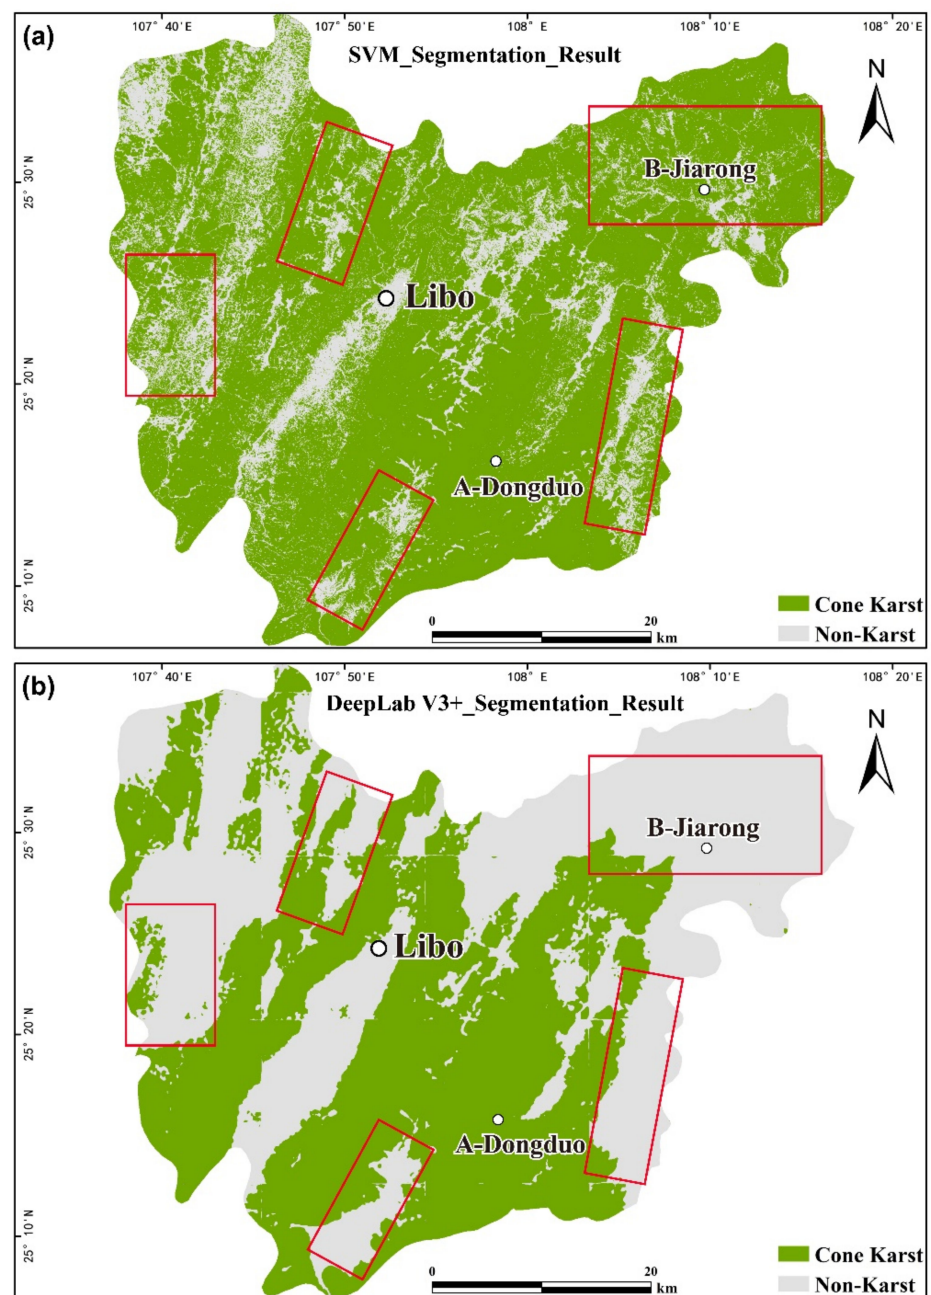 107° 40' E
107° 50' E
108° E
108° 10' E
108° 20' E
(a)
SVM_Segmentation_Result
N
25° 30' N
B-Jiarong
Libo
25° 20' N
A-Dongduo
25° 10' N
Cone Karst
0 20
km
Non-Karst
107° 40' E
107° 50' E
108° E
108° 10' E
108° 20' E
(b)
DeepLab V3+_Segmentation_Result
N
25° 30' N
B-Jiarong
Libo
25° 20' N
A-Dongduo
25° 10' N
Cone Karst
0 20
km
Non-Karst